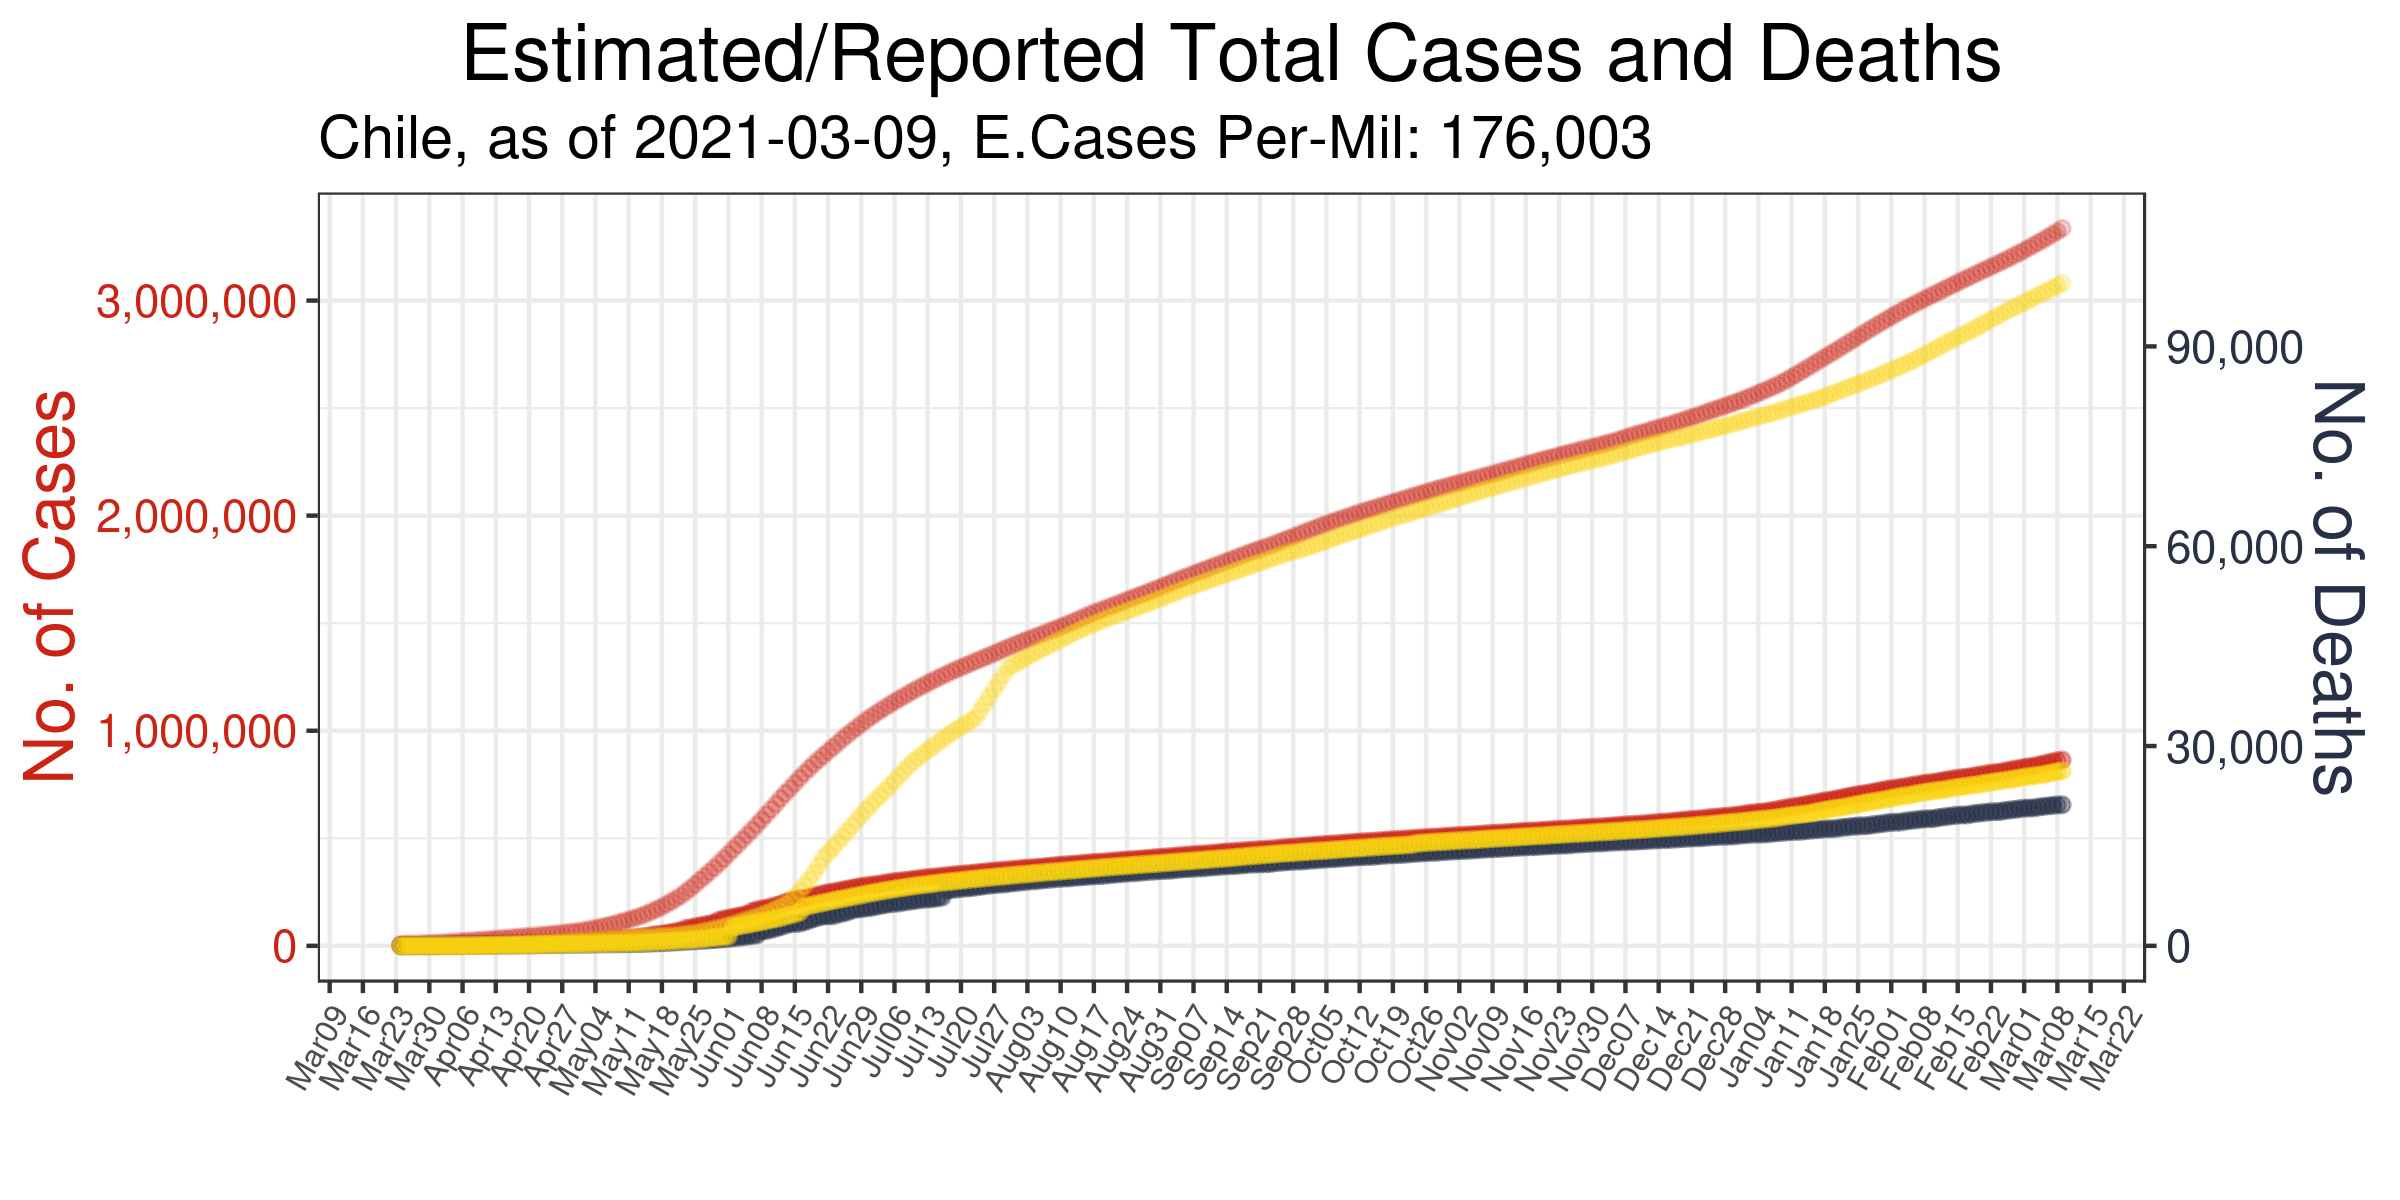 Estimated/Reported Total Cases and Deaths
Chile, as of 2021-03-09, E.Cases Per-Mil: 176,003
No. of Cases
3,000,000
2,000,000
1,000,000
0
90,000
60,000
30,000
0
No. of Deaths
Mar09
Mar16
Mar23
Mar30
Apr06
Apr13
Apr20
Apr27
May04
May11
May18
May25
Jun01
Jun08
Jun15
Jun22
Jun29
Jul06
Jul13
Jul20
Jul27
Aug03
Aug10
Aug17
Aug24
Aug31
Sep07
Sep14
Sep21
Sep28
Oct05
Oct12
Oct19
Oct26
Nov02
Nov09
Nov16
Nov23
Nov30
Dec07
Dec14
Dec21
Dec28
Jan04
Jan11
Jan18
Jan25
Feb01
Feb08
Feb15
Feb22
Mar01
Mar08
Mar15
Mar22